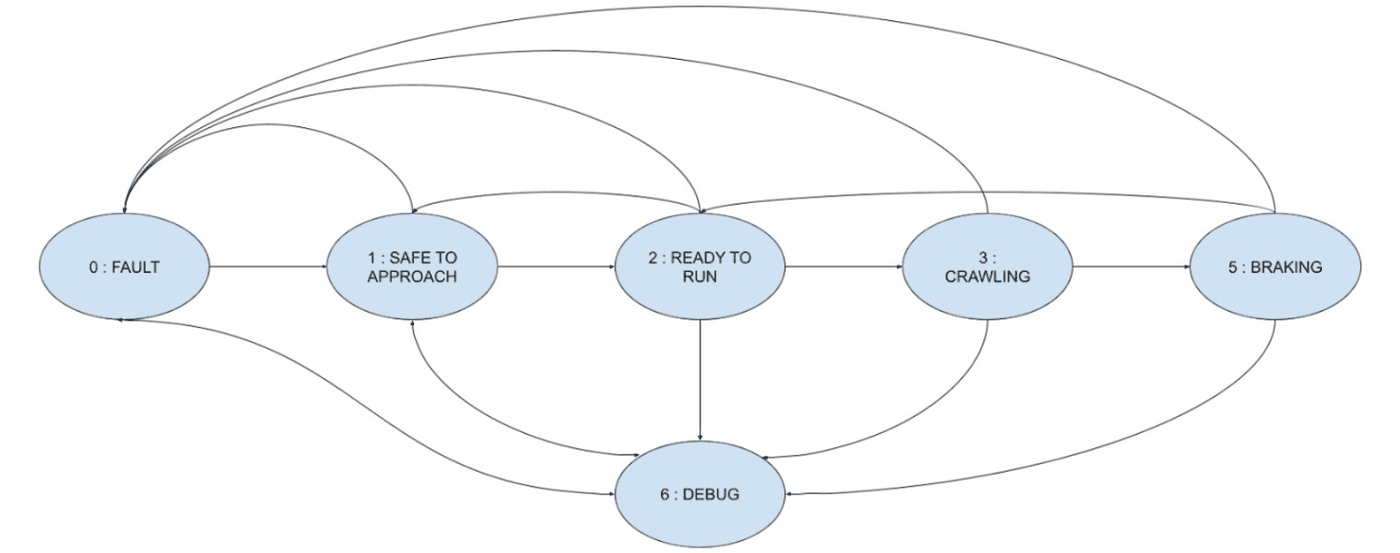 0 : FAULT
1 : SAFE TO
APPROACH
2 : READY TO
RUN
3 :
CRAWLING
5 : BRAKING
6 : DEBUG